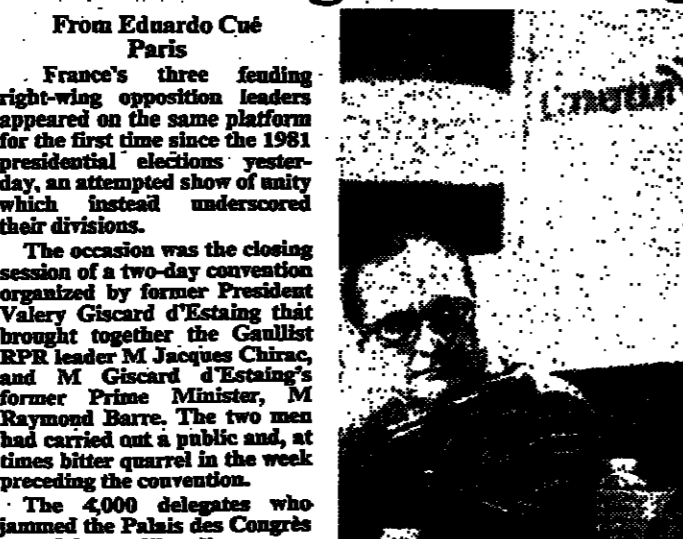 From Eduardo Cué
Paris
France's three feuding
right-wing opposition leaders
appeared on the same platform
for the first time since the 1981
presidential elections yester-
day, an attempted show of unity
which instead underscored
their divisions.
The occasion was the closing
session of a two-day convention
organized by former President
Valery Giscard d'Estaing that
brought together the Gaullist
RPR leader M Jacques Chirac,
and M Giscard d'Estaing's
former Prime Minister, M
Raymond Barre. The two men
had carried out a public and, at
times bitter quarrel in the week
preceding the convention.
The 4,000 delegates who
jammed the Palais des Congrès